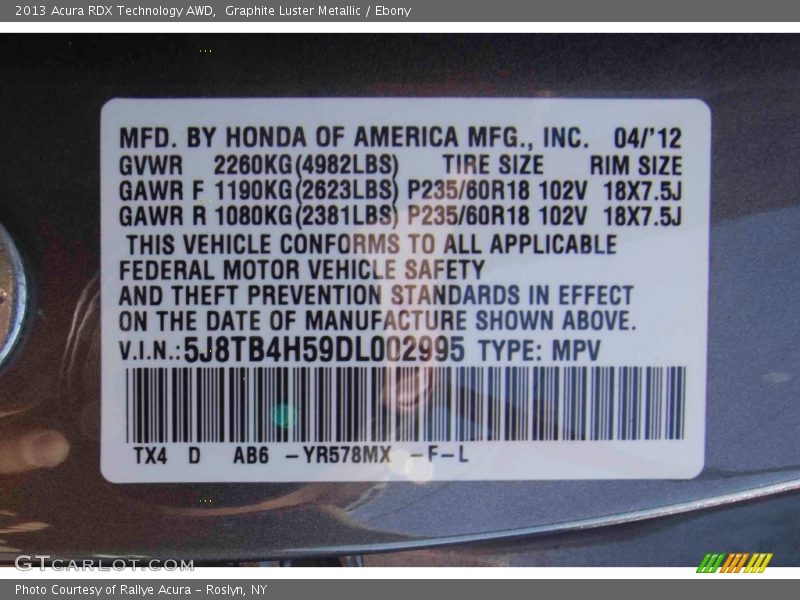 2013 Acura RDX Technology AWD,  Graphite Luster Metallic / Ebony
MFD. BY HONDA OF AMERICA MFG., INC. 04/'12
GVWR 2260KG(4982LBS) TIRE SIZE RIM SIZE
GAWR F 1190KG(2623LBS) P235/60R18 102V 18X7.5J
GAWR R 1080KG(2381LBS) P235/60R18 102V 18X7.5J
THIS VEHICLE CONFORMS TO ALL APPLICABLE
FEDERAL MOTOR VEHICLE SAFETY
AND THEFT PREVENTION STANDARDS IN EFFECT
ON THE DATE OF MANUFACTURE SHOWN ABOVE.
V.I.N.:5J8TB4H59DL002995 TYPE: MPV
TX4 D AB6 -YR578MX -F-L
GTCARLOT.COM
Photo Courtesy of Rallye Acura - Roslyn, NY